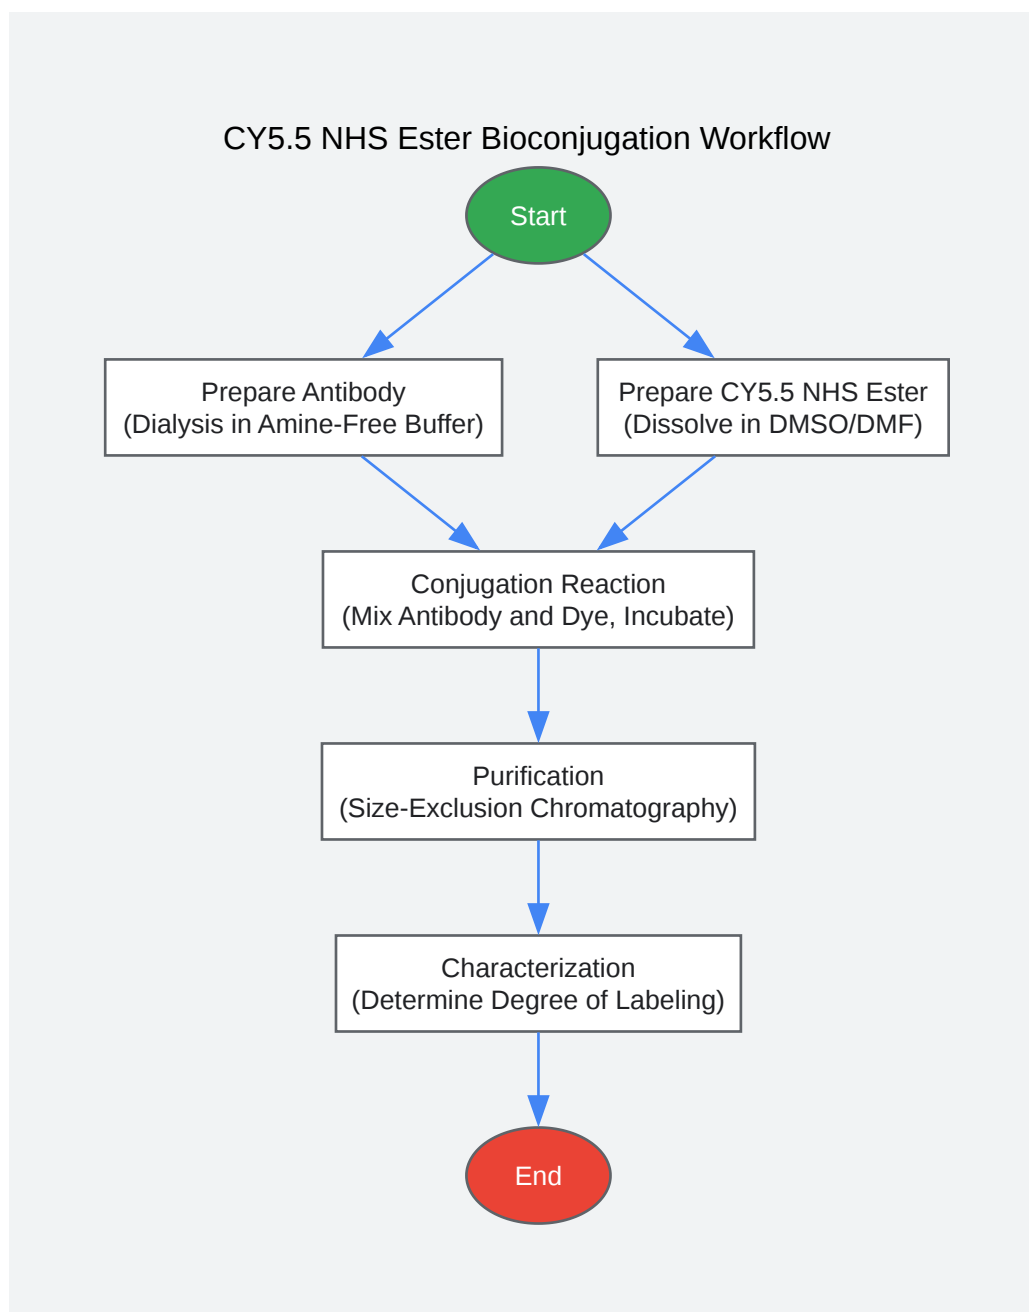 CY5.5 NHS Ester Bioconjugation Workflow
Start
Prepare Antibody
(Dialysis in Amine-Free Buffer)
Prepare CY5.5 NHS Ester
(Dissolve in DMSO/DMF)
Conjugation Reaction
(Mix Antibody and Dye, Incubate)
Purification
(Size-Exclusion Chromatography)
Characterization
(Determine Degree of Labeling)
End